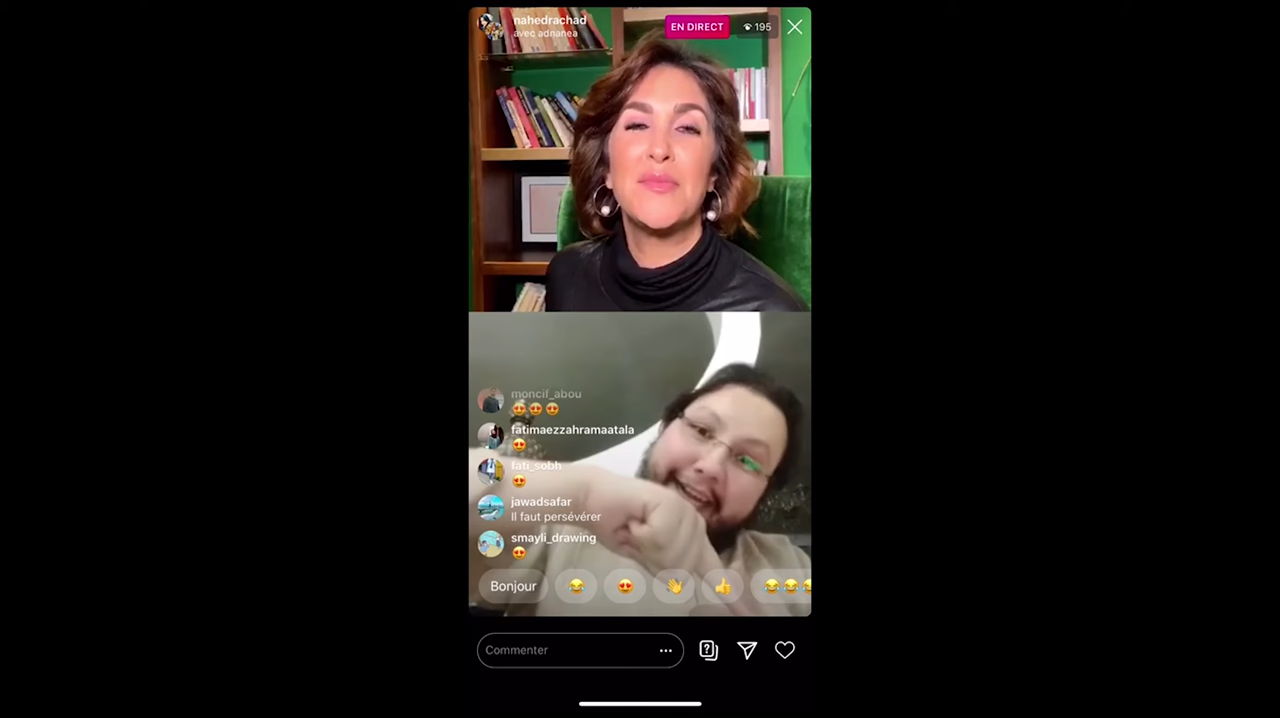 nahedrachad
avec adnanea
EN DIRECT
195
moncif_abou
fatimaezzahramaatala
fati_sobh
jawadsafar
Il faut persévérer
smayli_drawing
Bonjour
Commenter